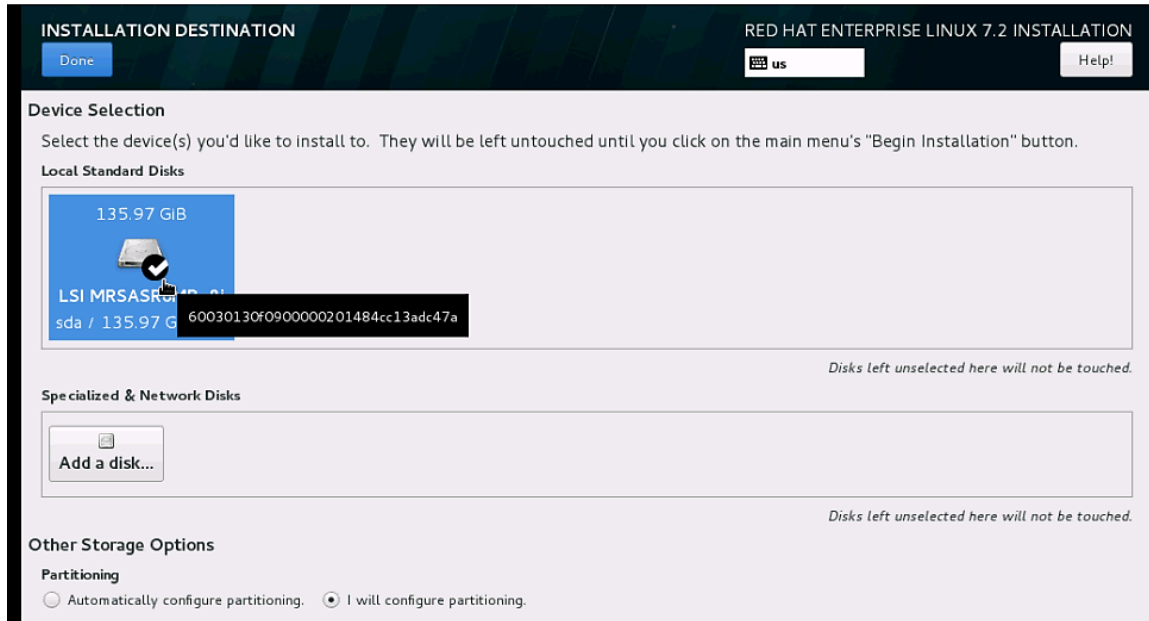 INSTALLATION DESTINATION
RED HAT ENTERPRISE LINUX 7.2 INSTALLATION
Done
us
Help!
Device Selection
Select the device(s) you'd like to install to. They will be left untouched until you click on the main menu's "Begin Installation" button.
Local Standard Disks
135.97 GiB
LSI
sda / 135.97 G
60030130f0900000201484cc13adc47a
Disks left unselected here will not be touched.
Specialized & Network Disks
Add a disk...
Disks left unselected here will not be touched.
Other Storage Options
Partitioning
Automatically configure partitioning. I will configure partitioning.